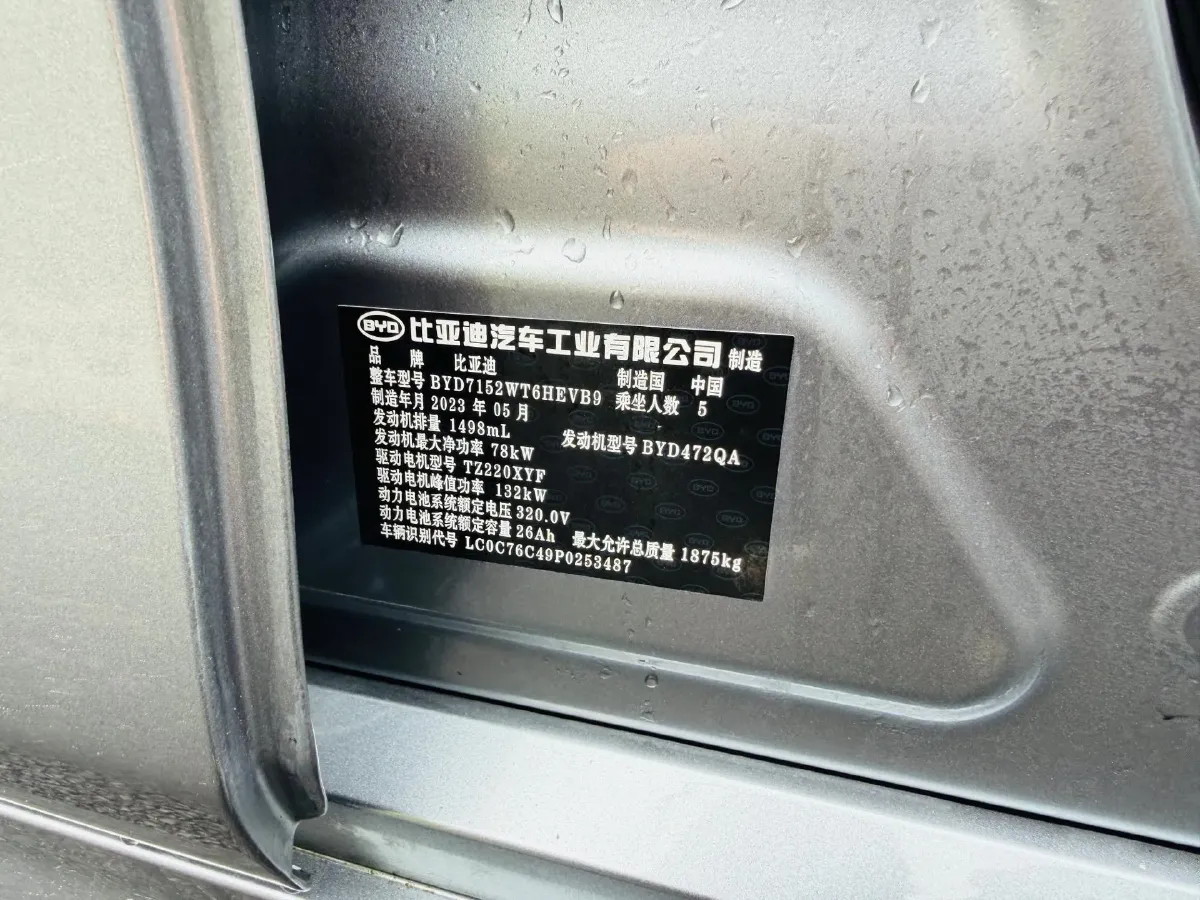 BYD 比亚迪汽车工业有限公司 制造
品 牌 比亚迪 制造国 中国
整车型号 BYD7152WT6HEVB9 乘坐人数 5
制造年月 2023 年 05 月
发动机排量 1498mL 发动机型号 BYD472QA
发动机最大净功率 78kW
驱动电机型号 TZ220XYF
驱动电机峰值功率 132kW
动力电池系统额定电压 320.0V
动力电池系统额定容量 26Ah 最大允许总质量 1875kg
车辆识别代号 LC0C76C49P0253487